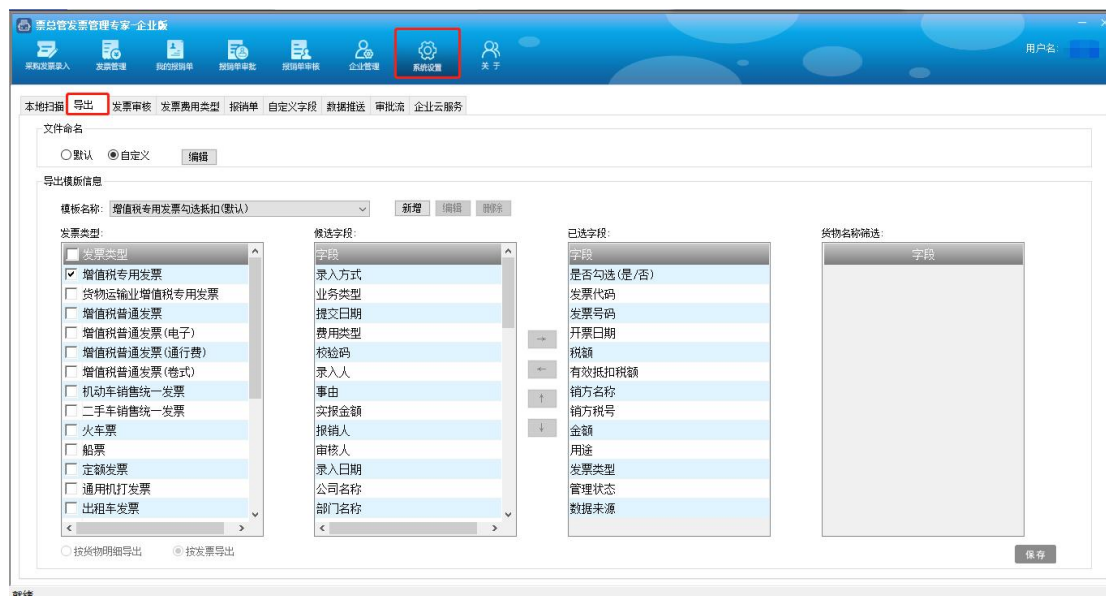 票总管发票管理专家-企业版
采购发票录入 发票管理 我的报销单 报销单审批 报销单审核 企业管理 系统设置 关于 用户名:
本地扫描 导出 发票审核 发票费用类型 报销单 自定义字段 数据推送 审批流 企业云服务
文件命名
默认 自定义 编辑
导出模版信息
模板名称: 增值税专用发票勾选抵扣(默认) 新增 编辑 删除
发票类型: 候选字段: 已选字段: 货物名称筛选:
发票类型 字段 字段 字段
增值税专用发票 录入方式 是否勾选(是/否)
货物运输业增值税专用发票 业务类型 发票代码
增值税普通发票 提交日期 发票号码
增值税普通发票(电子) 费用类型 开票日期
增值税普通发票(通行费) 校验码 税额
增值税普通发票(卷式) 录入人 有效抵扣税额
机动车销售统一发票 事由 销方名称
二手车销售统一发票 实报金额 销方税号
火车票 报销人 金额
船票 审核人 用途
定额发票 录入日期 发票类型
通用机打发票 公司名称 管理状态
出租车发票 部门名称 数据来源
按货物明细导出 按发票导出 保存
就绪